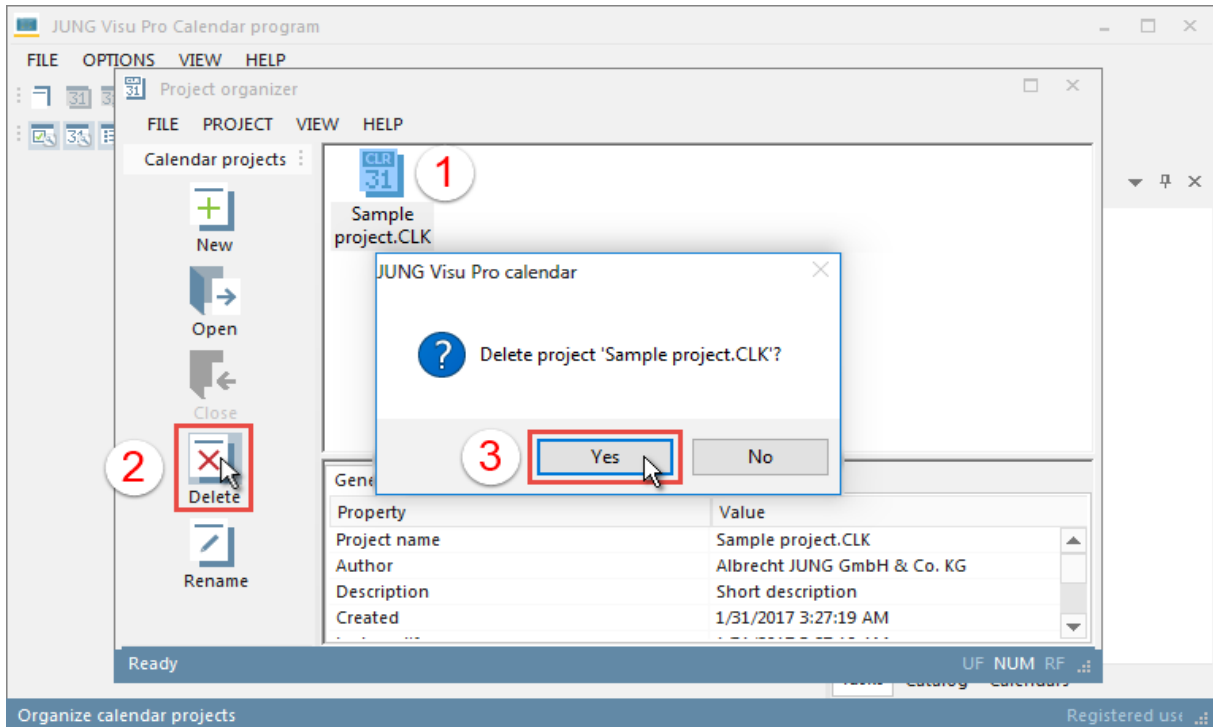 JUNG Visu Pro Calendar program
FILE OPTIONS VIEW HELP
31
Project organizer
FILE PROJECT VIEW HELP
Calendar projects
New
Open
Close
Delete
Rename
CLR
31
Sample
project.CLK
1
2
JUNG Visu Pro calendar
Delete project 'Sample project.CLK'?
3
Yes No
Property Value
Project name Sample project.CLK
Author Albrecht JUNG GmbH & Co. KG
Description Short description
Created 1/31/2017 3:27:19 AM
Ready UF NUM RF
Tasks Catalog Calendars
Organize calendar projects Registered